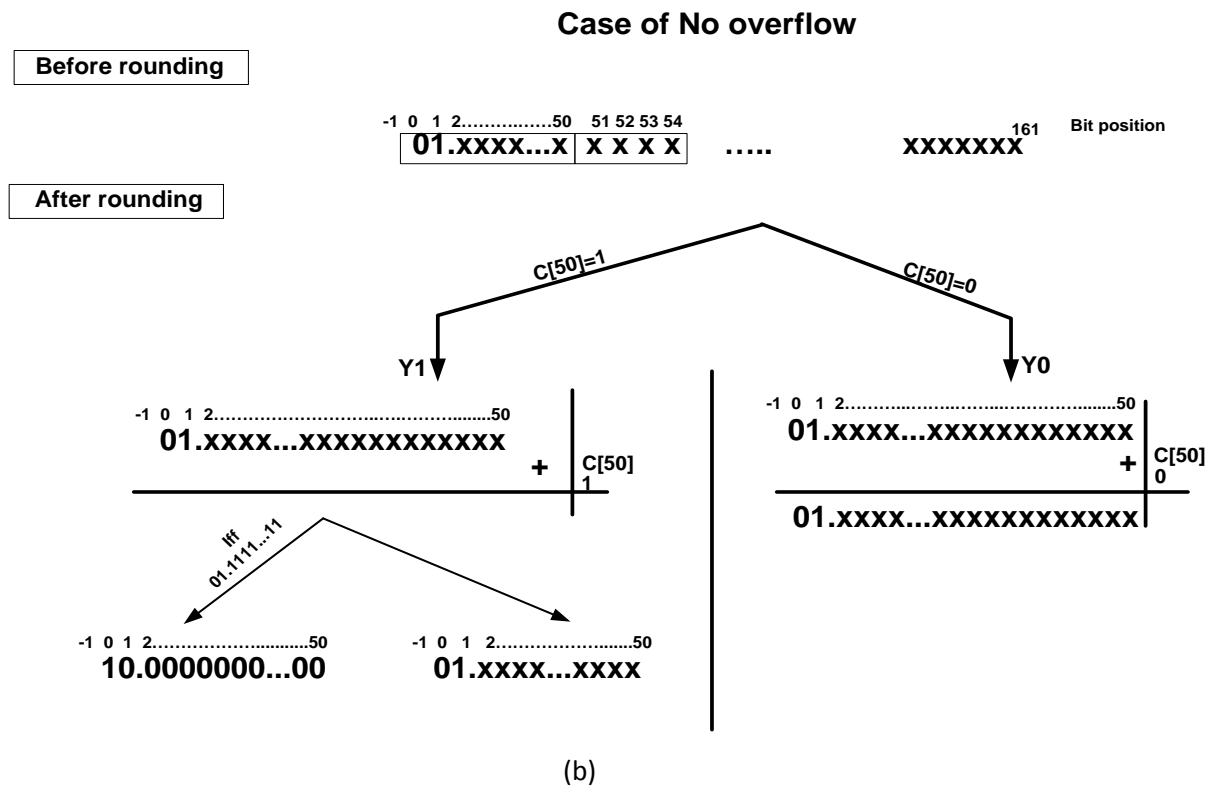 Case of No overflow
Before rounding
-1 0 1 2……….……50 51 52 53 54 161 Bit position
01.xxxx...x x x x x ….. xxxxxxx
After rounding
C[50]=1 C[50]=0
Y1 Y0
-1 0 1 2……………………………..…..………........50
01.xxxx...xxxxxxxxxxxx
+ C[50]
1
-1 0 1 2………...……..……...…………….........50
01.xxxx...xxxxxxxxxxxx
+ C[50]
0
01.xxxx...xxxxxxxxxxxx
Iff
01.1111...11
-1 0 1 2……………….………..........50
10.0000000...00
-1 0 1 2…………………........50
01.xxxx...xxxx
(b)